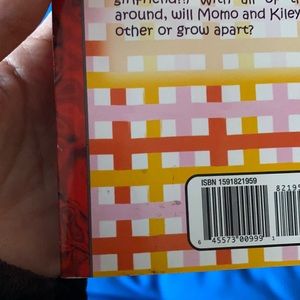 girlfriend?!) With all of t
around, will Momo and Kiley
other or grow apart?
ISBN 1591821959
8219
6 45573 00999 1